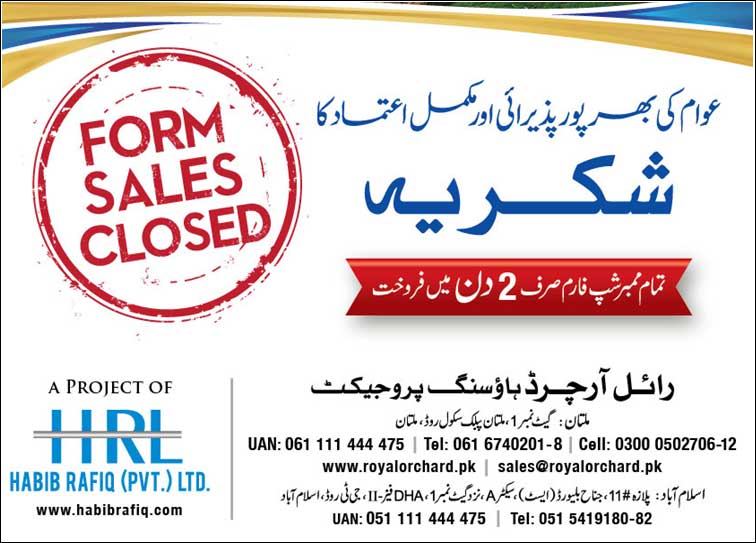 عوام کی بھرپور پذیرائی اور مکمل اعتماد کا
شکریہ
تمام ممبرشپ فارم صرف 2 دن میں فروخت
FORM
SALES
CLOSED
A PROJECT OF
HRL
HABIB RAFIQ (PVT.) LTD.
www.habibrafiq.com
رائل آرچرڈ ہاؤسنگ پروجیکٹ
ملتان: گیٹ نمبر 1، ملتان پبلک سکول روڈ، ملتان
UAN: 061 111 444 475 | Tel: 061 6740201-8 | Cell: 0300 0502706-12
www.royalorchard.pk | sales@royalorchard.pk
اسلام آباد: پلازہ #11، جناح بلیورڈ (ایسٹ)، سیکٹر A، نزد گیٹ نمبر 1، DHA فیز-II، جی ٹی روڈ، اسلام آباد
UAN: 051 111 444 475 | Tel: 051 5419180-82